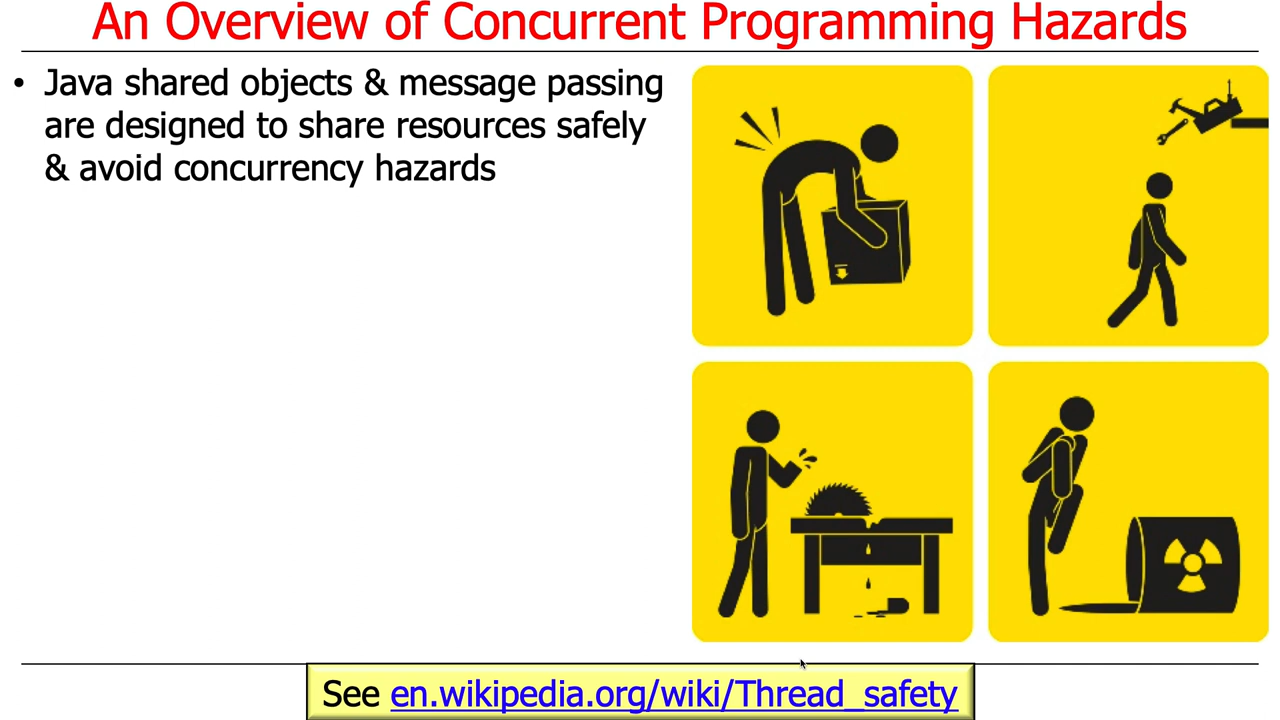 An Overview of Concurrent Programming Hazards
• Java shared objects & message passing
are designed to share resources safely
& avoid concurrency hazards
See en.wikipedia.org/wiki/Thread_safety